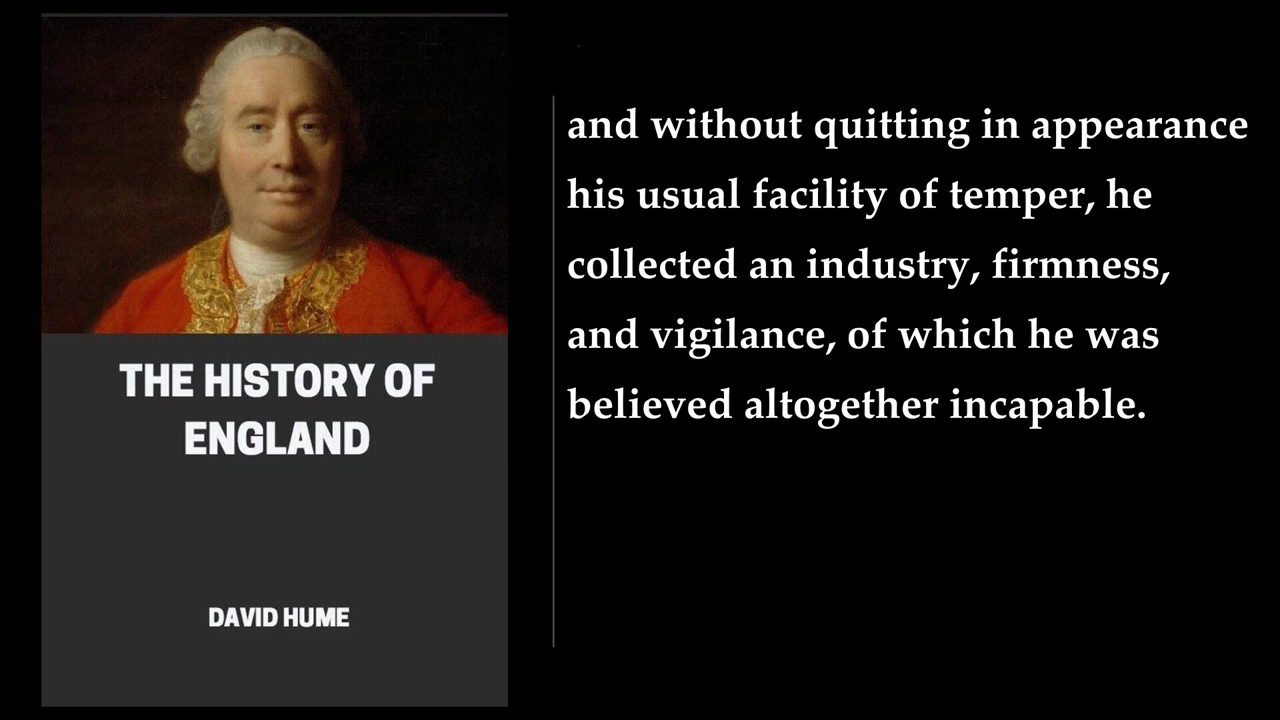 THE HISTORY OF
ENGLAND
DAVID HUME
and without quitting in appearance
his usual facility of temper, he
collected an industry, firmness,
and vigilance, of which he was
believed altogether incapable.